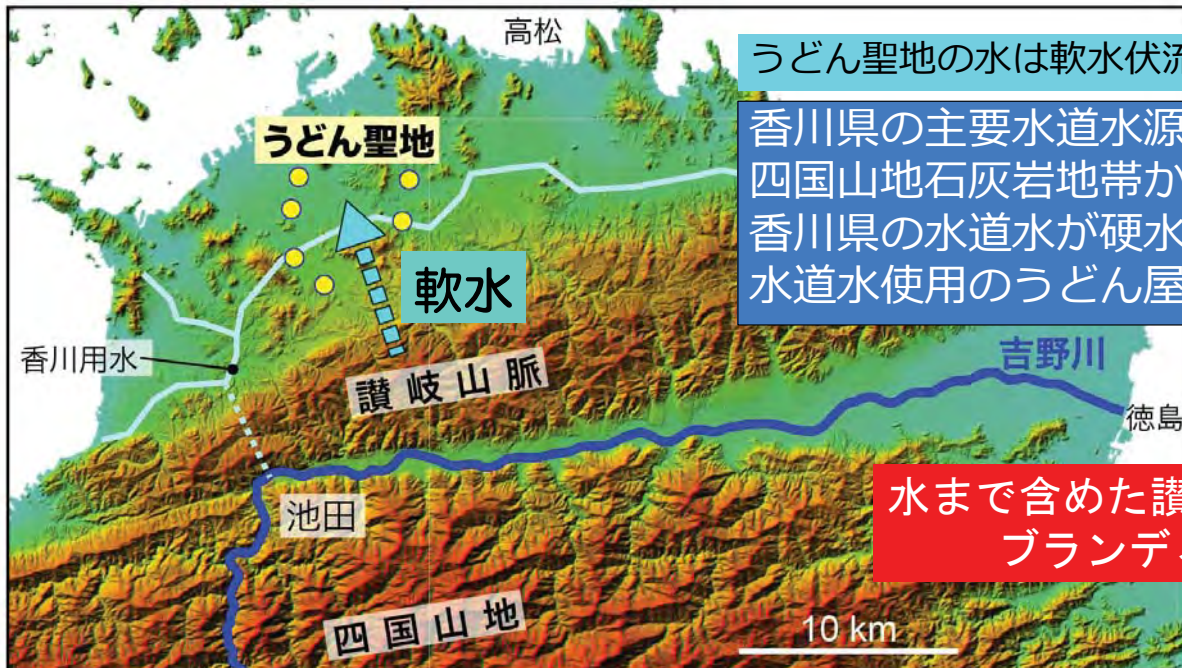 高松
うどん聖地の水は軟水伏流
香川県の主要水道水源
四国山地石灰岩地帯か
香川県の水道水が硬水
水道水使用のうどん屋
うどん聖地
軟水
香川用水
讃岐山脈
吉野川
徳島
池田
水まで含めた讃
ブランディ
四国山地
10 km